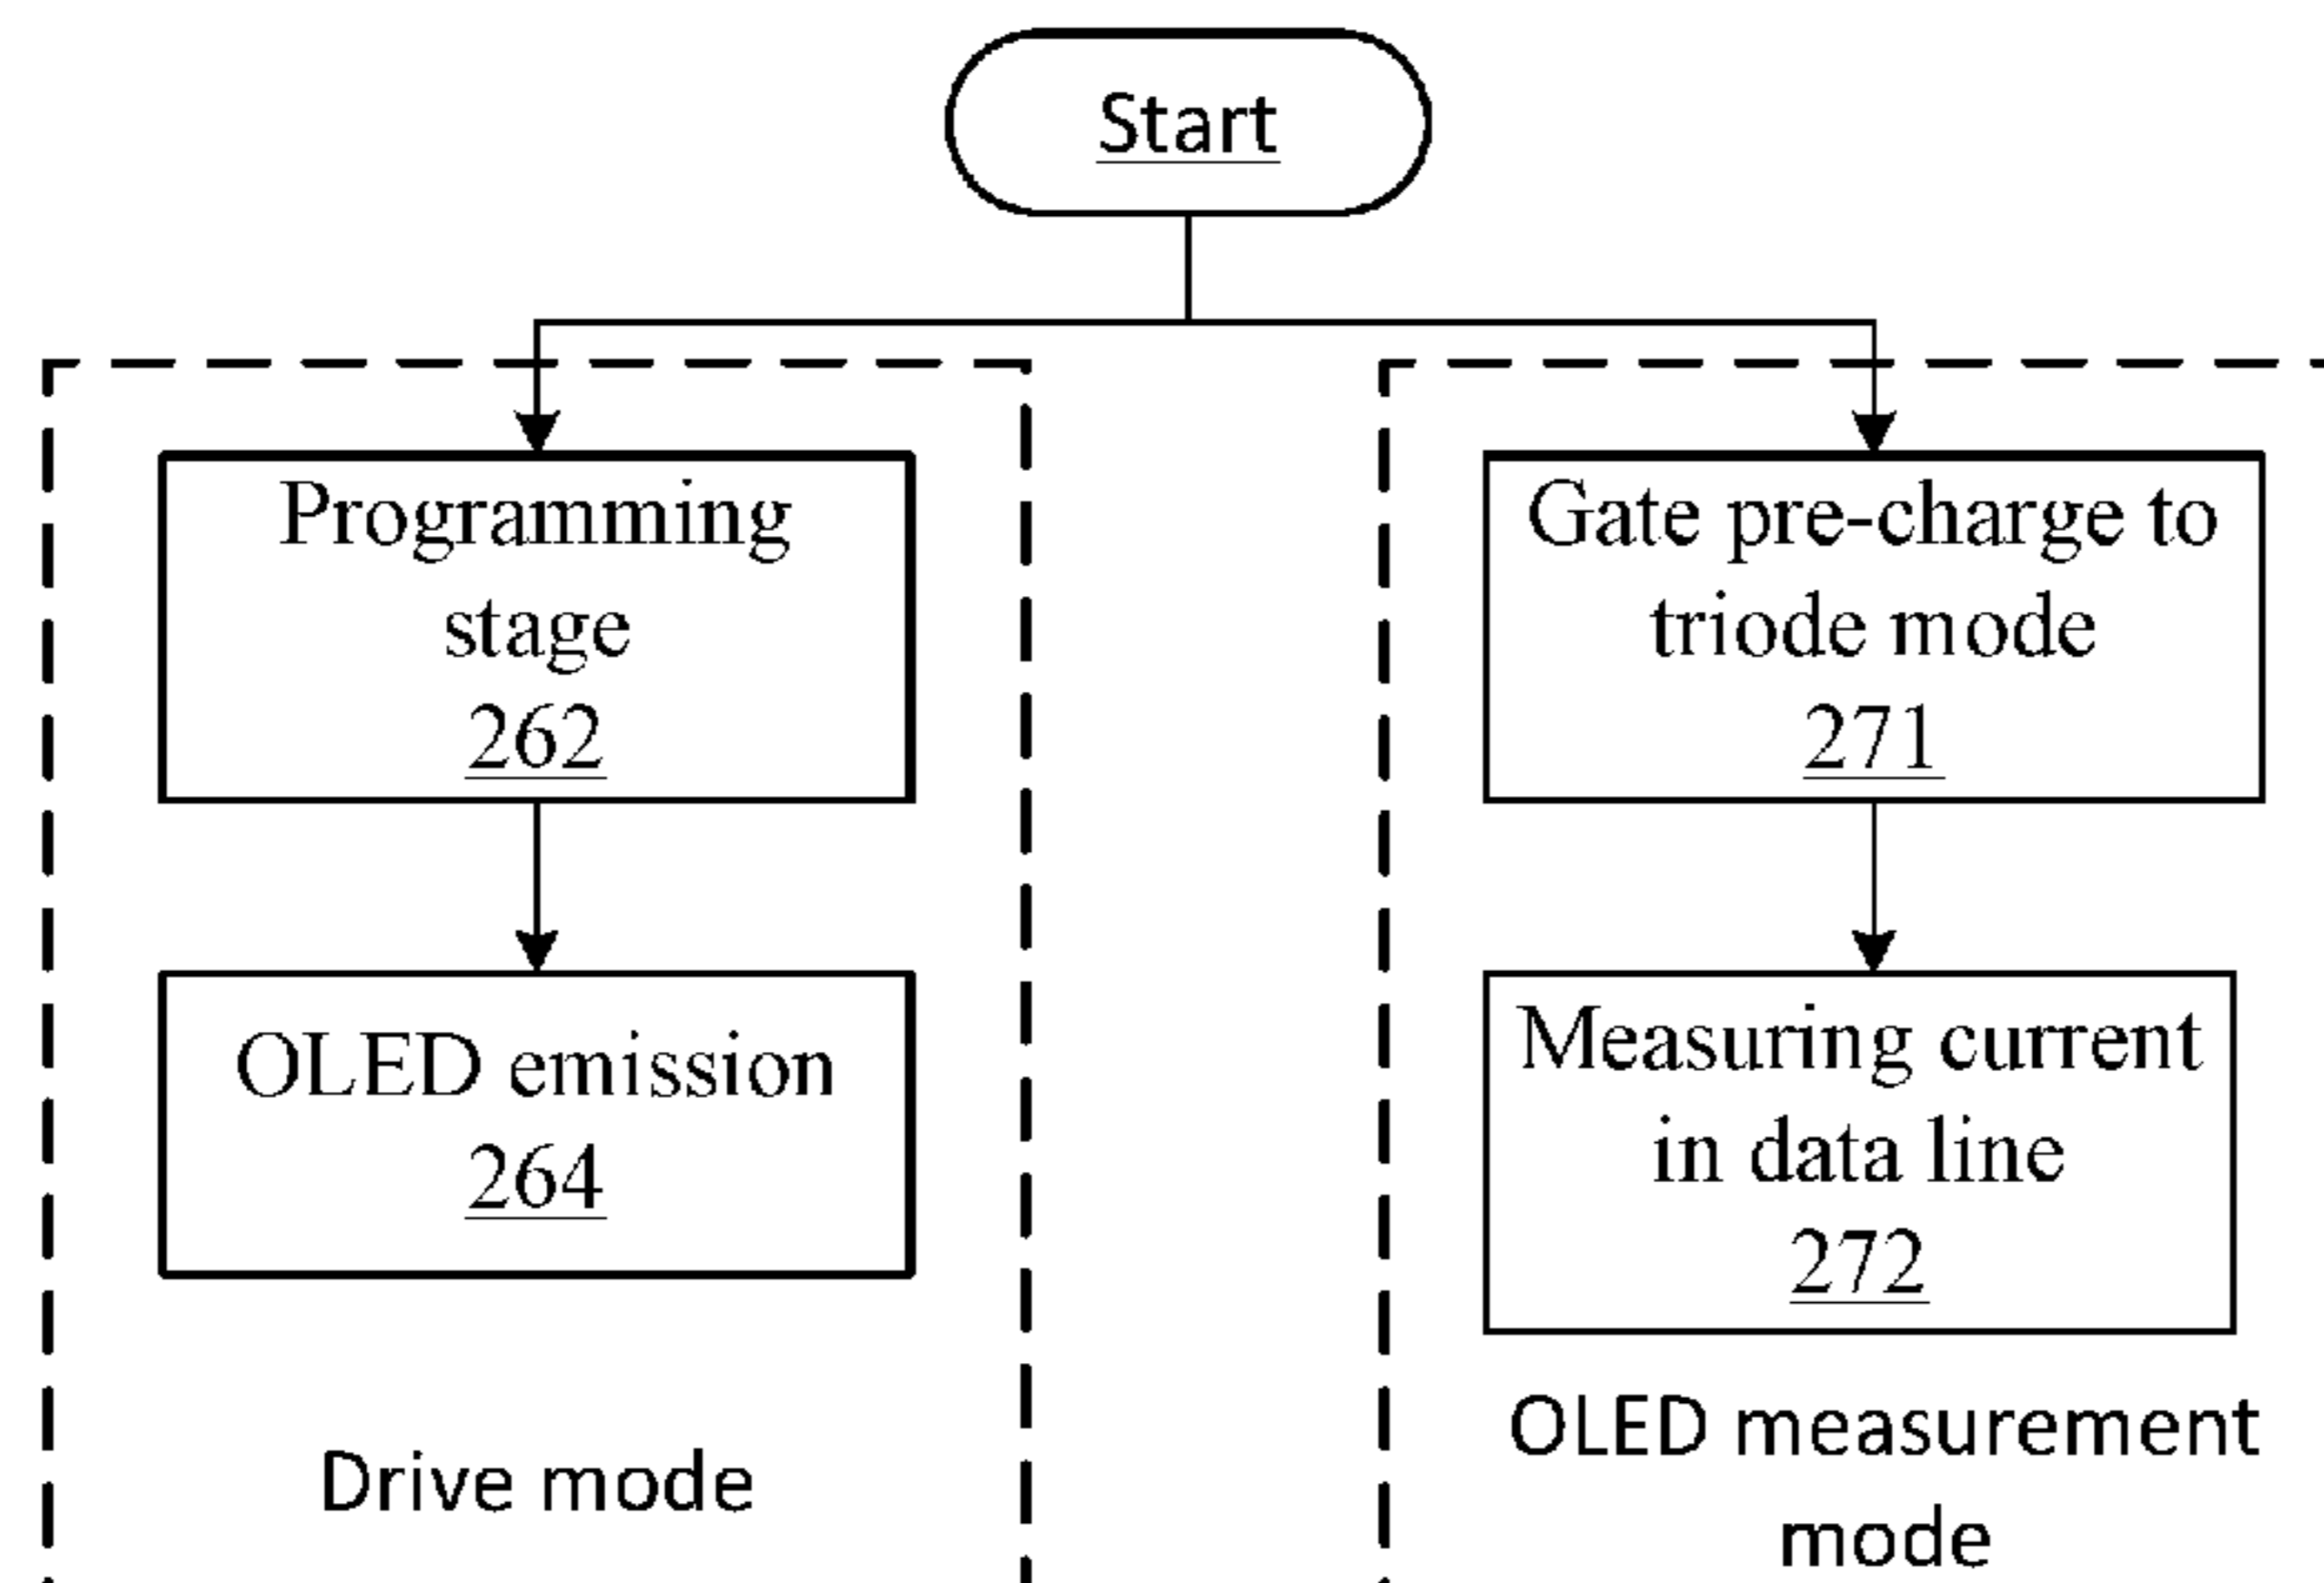 Start
Programming
stage
262
OLED emission
264
Drive mode
Gate pre-charge to
triode mode
271
Measuring current
in data line
272
OLED measurement
mode